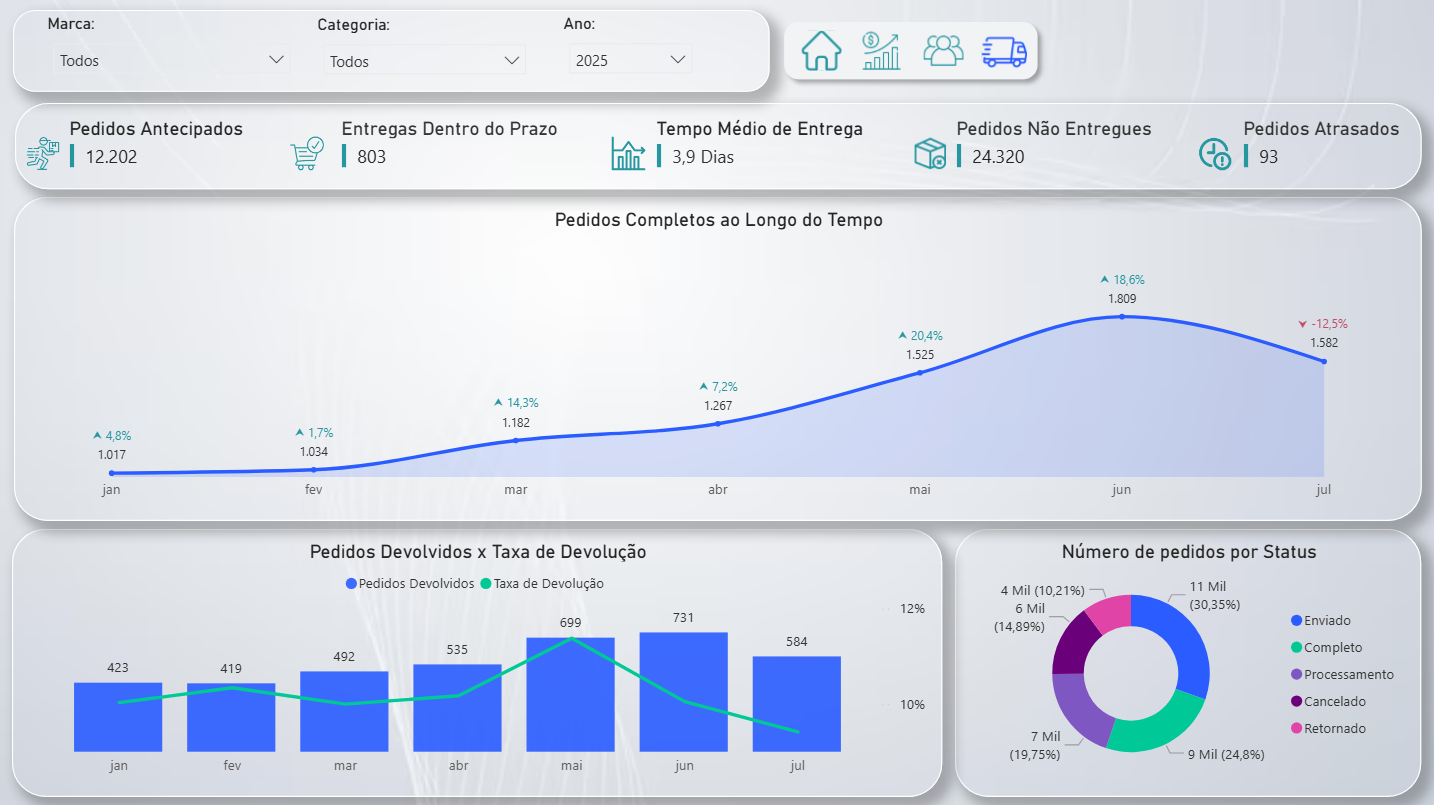 Marca:
Todos
Categoria:
Todos
Ano:
2025
Pedidos Antecipados
12.202
Entregas Dentro do Prazo
803
Tempo Médio de Entrega
3,9 Dias
Pedidos Não Entregues
24.320
Pedidos Atrasados
93
Pedidos Completos ao Longo do Tempo
4,8%
1.017
1,7%
1.034
14,3%
1.182
7,2%
1.267
20,4%
1.525
18,6%
1.809
-12,5%
1.582
jan
fev
mar
abr
mai
jun
jul
Pedidos Devolvidos x Taxa de Devolução
Pedidos Devolvidos
Taxa de Devolução
423
419
492
535
699
731
584
12%
10%
jan
fev
mar
abr
mai
jun
jul
Número de pedidos por Status
4 Mil (10,21%)
6 Mil
(14,89%)
7 Mil
(19,75%)
11 Mil
(30,35%)
9 Mil (24,8%)
Enviado
Completo
Processamento
Cancelado
Retornado